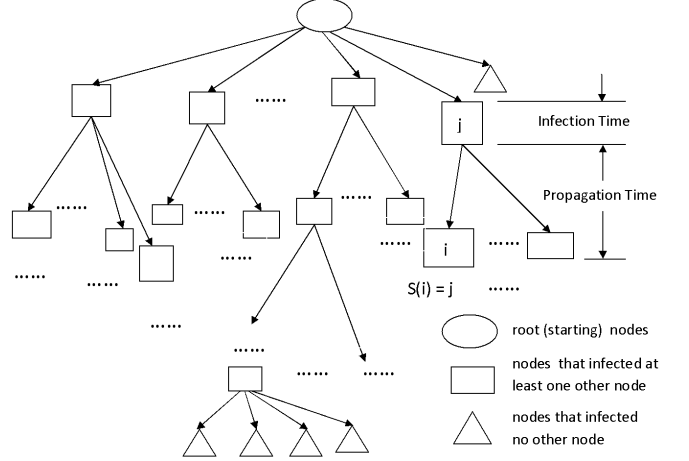 ......
j
Infection Time
Propagation Time
......
......
......
......
......
......
i
......
......
S(i) = j
......
......
root (starting) nodes
......
......
......
nodes that infected at
least one other node
nodes that infected
no other node